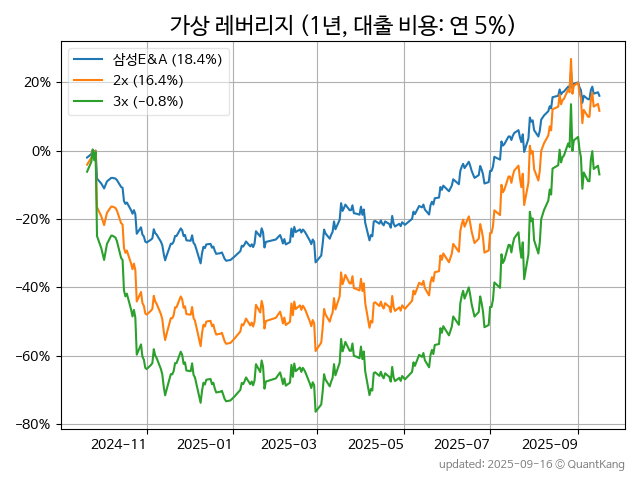 가상 레버리지 (1년, 대출 비용: 연 5%)
삼성E&A (18.4%)
2x (16.4%)
3x (−0.8%)
20%
0%
−20%
−40%
−60%
−80%
2024-11 2025-01 2025-03 2025-05 2025-07 2025-09
updated: 2025-09-16 © QuantKang